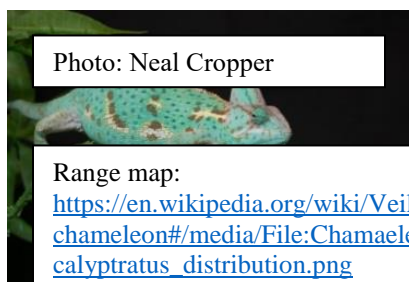 Photo: Neal Cropper
Range map:
https://en.wikipedia.org/wiki/Veil
chameleon#/media/File:Chamaele
calyptratus_distribution.png